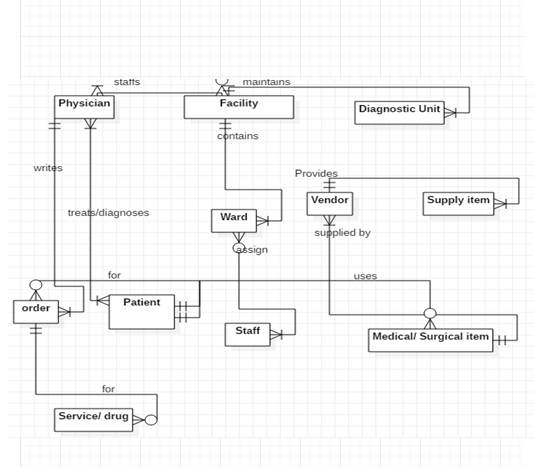 staffs
maintains
Physician
Facility
Diagnostic Unit
contains
writes
Provides
Vendor
Supply item
treats/diagnoses
Ward
supplied by
assign
for
uses
order
Patient
Staff
Medical/ Surgical item
for
Service/ drug